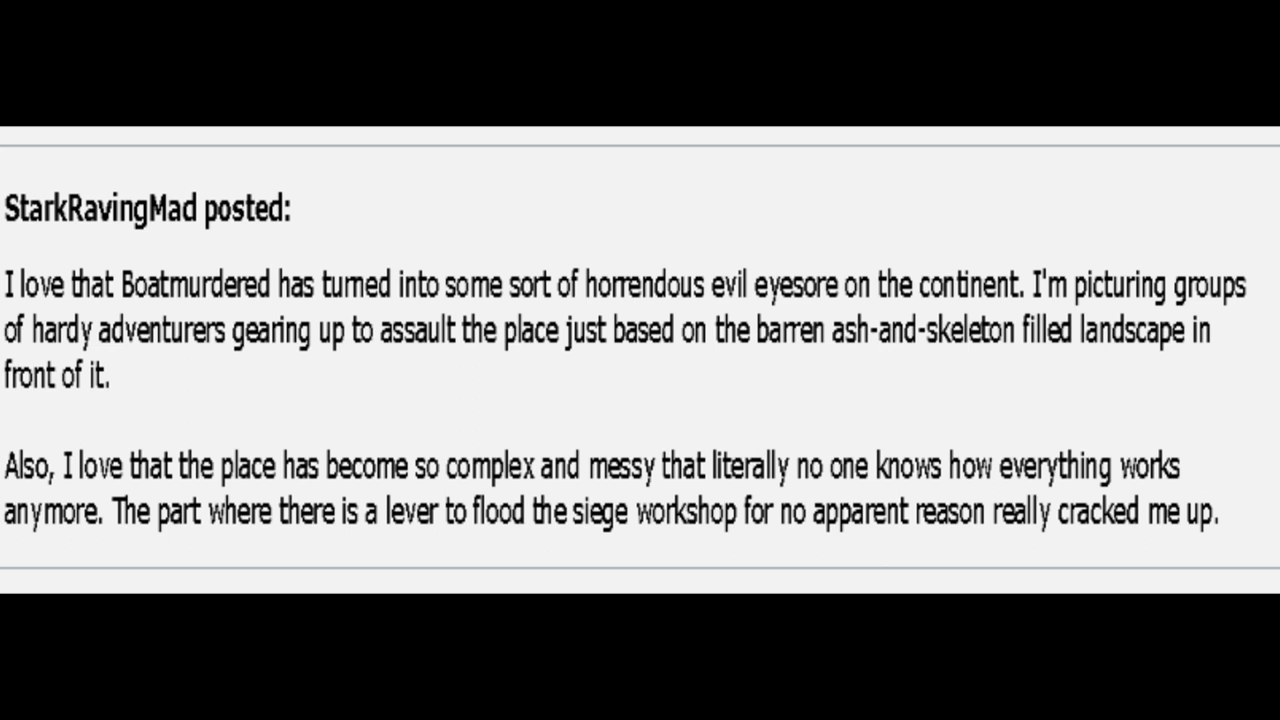 StarkRavingMad posted:
I love that Boatmurdered has turned into some sort of horrendous evil eyesore on the continent. I'm picturing groups
of hardy adventurers gearing up to assault the place just based on the barren ash-and-skeleton filled landscape in
front of it.
Also, I love that the place has become so complex and messy that literally no one knows how everything works
anymore. The part where there is a lever to flood the siege workshop for no apparent reason really cracked me up.